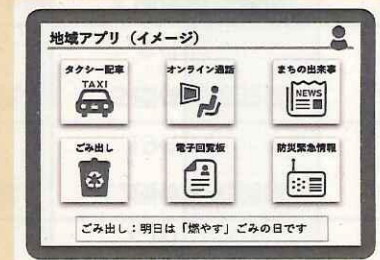 地域アプリ（イメージ）
タクシー配車
オンライン通話
まちの出来事
TAXI
NEWS
ごみ出し
電子回覧板
防災緊急情報
ごみ出し：明日は「燃やす」ごみの日です